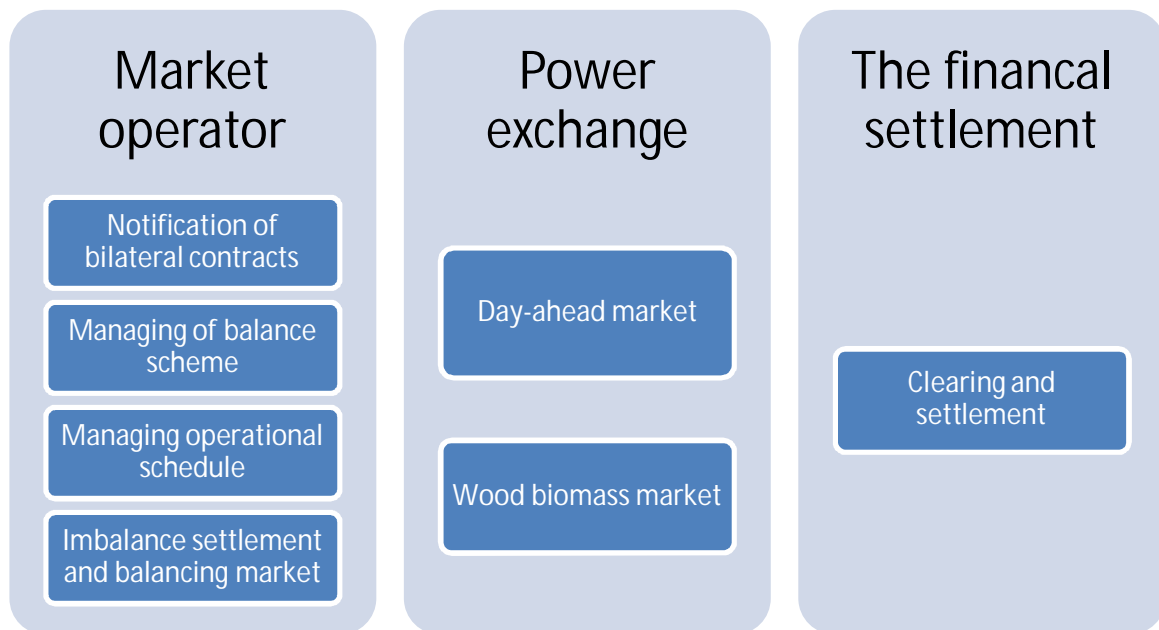 Market
operator
Notification of
bilateral contracts
Managing of balance
scheme
Managing operational
schedule
Imbalance settlement
and balancing market
Power
exchange
Day-ahead market
Wood biomass market
The financal
settlement
Clearing and
settlement